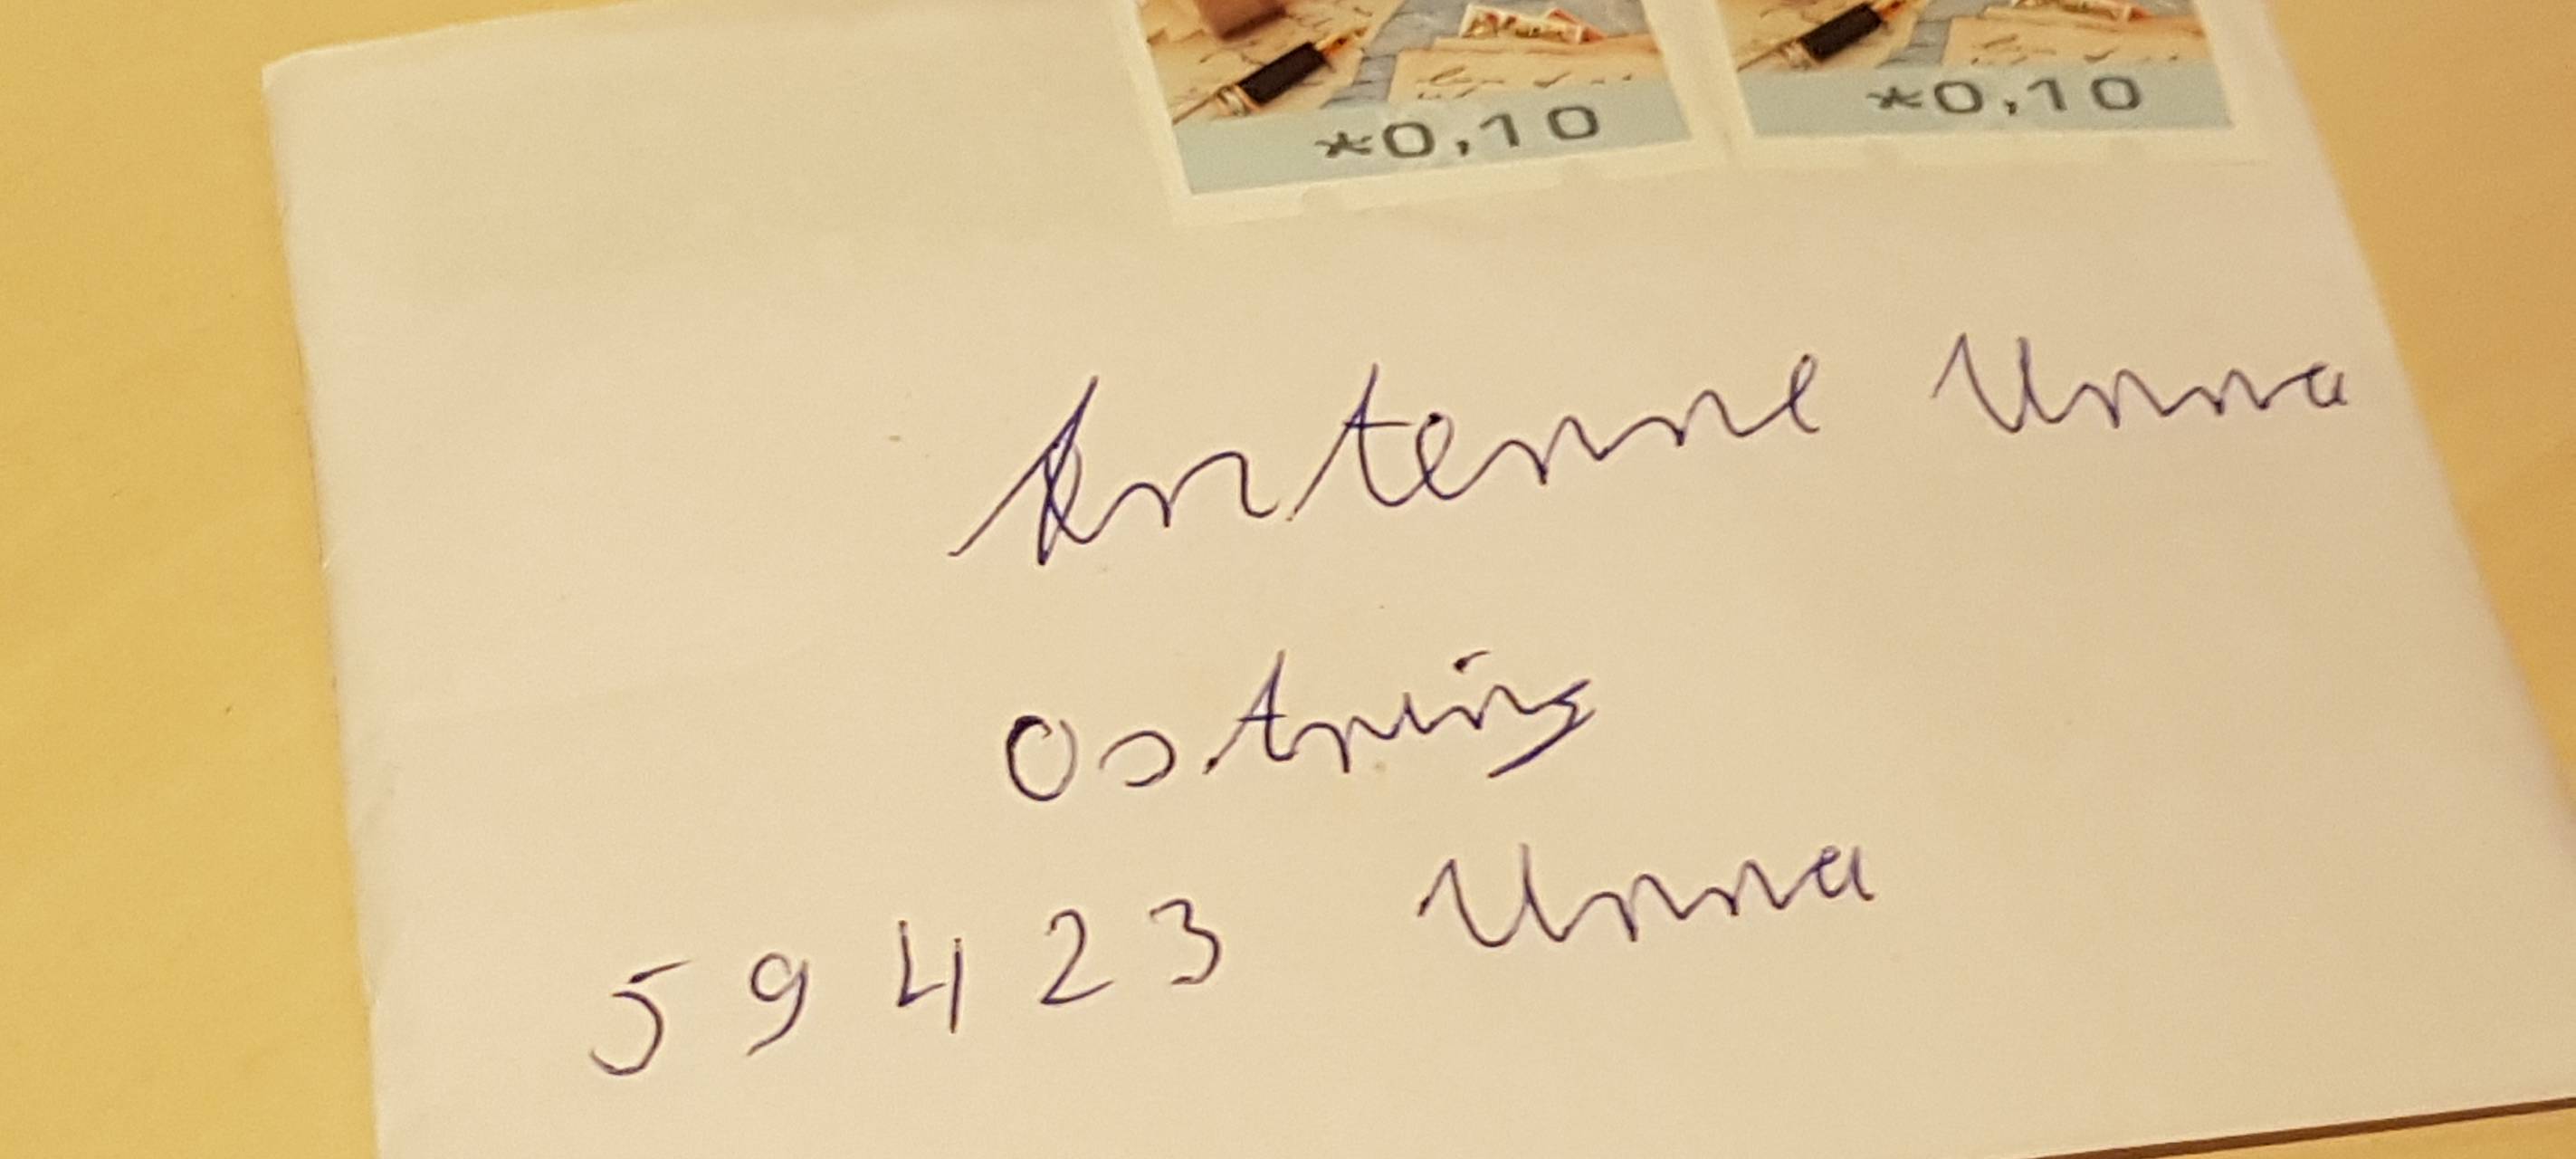 *0,10 *0,10
Antenne Unna
Ostring
59423 Unna